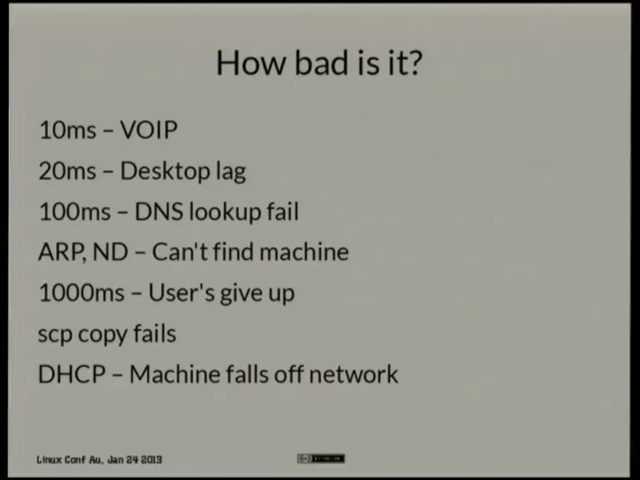 How bad is it?
10ms – VOIP
20ms – Desktop lag
100ms – DNS lookup fail
ARP, ND – Can't find machine
1000ms – User's give up
scp copy fails
DHCP – Machine falls off network
Linux Conf Au, Jan 24 2013